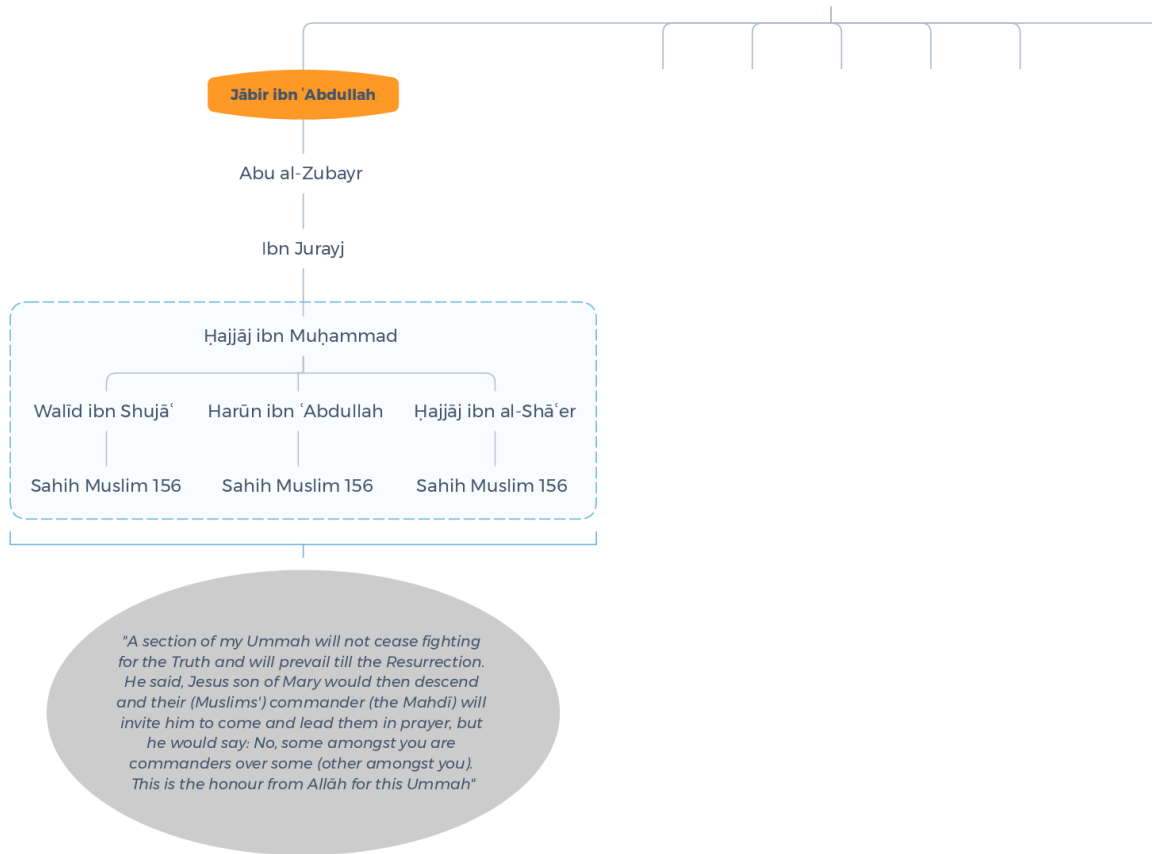 Jābir ibn ʿAbdullah
Abu al-Zubayr
Ibn Jurayj
Ḥajjāj ibn Muḥammad
Walīd ibn Shujāʿ
Harūn ibn ʿAbdullah
Ḥajjāj ibn al-Shāʿer
Sahih Muslim 156
Sahih Muslim 156
Sahih Muslim 156
"A section of my Ummah will not cease fighting
for the Truth and will prevail till the Resurrection.
He said, Jesus son of Mary would then descend
and their (Muslims') commander (the Mahdī) will
invite him to come and lead them in prayer, but
he would say: No, some amongst you are
commanders over some (other amongst you).
This is the honour from Allāh for this Ummah"